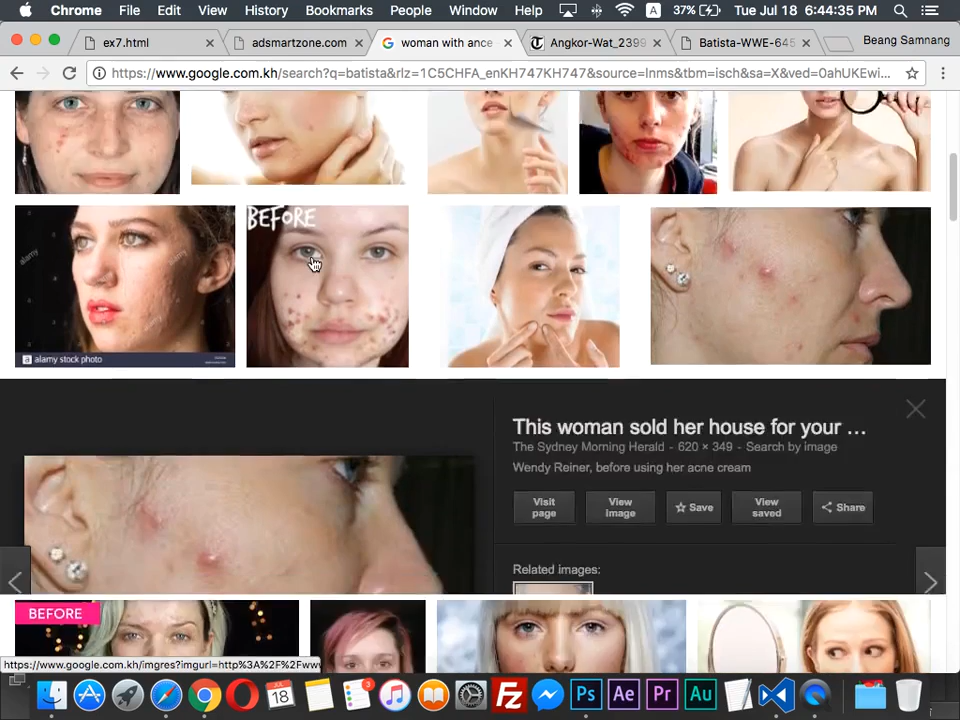 Chrome File Edit View History Bookmarks People Window Help A 37% Tue Jul 18 6:44:35 PM
ex7.html × adsmartzone.com × G woman with ance × Angkor-Wat_2399 × Batista-WWE-645 × Beang Samnang
https://www.google.com.kh/search?q=batista&rlz=1C5CHFA_enKH747KH747&source=lnms&tbm=isch&sa=X&ved=0ahUKEwi...
BEFORE
alamy
a alamy stock photo
This woman sold her house for your ...
The Sydney Morning Herald - 620 × 349 - Search by image
Wendy Reiner, before using her acne cream
Visit page
View image
Save
View saved
Share
Related images:
BEFORE
https://www.google.com.kh/imgres?imgurl=http%3A%2F%2Fww
18
3
Fz
Ps
Ae
Pr
Au